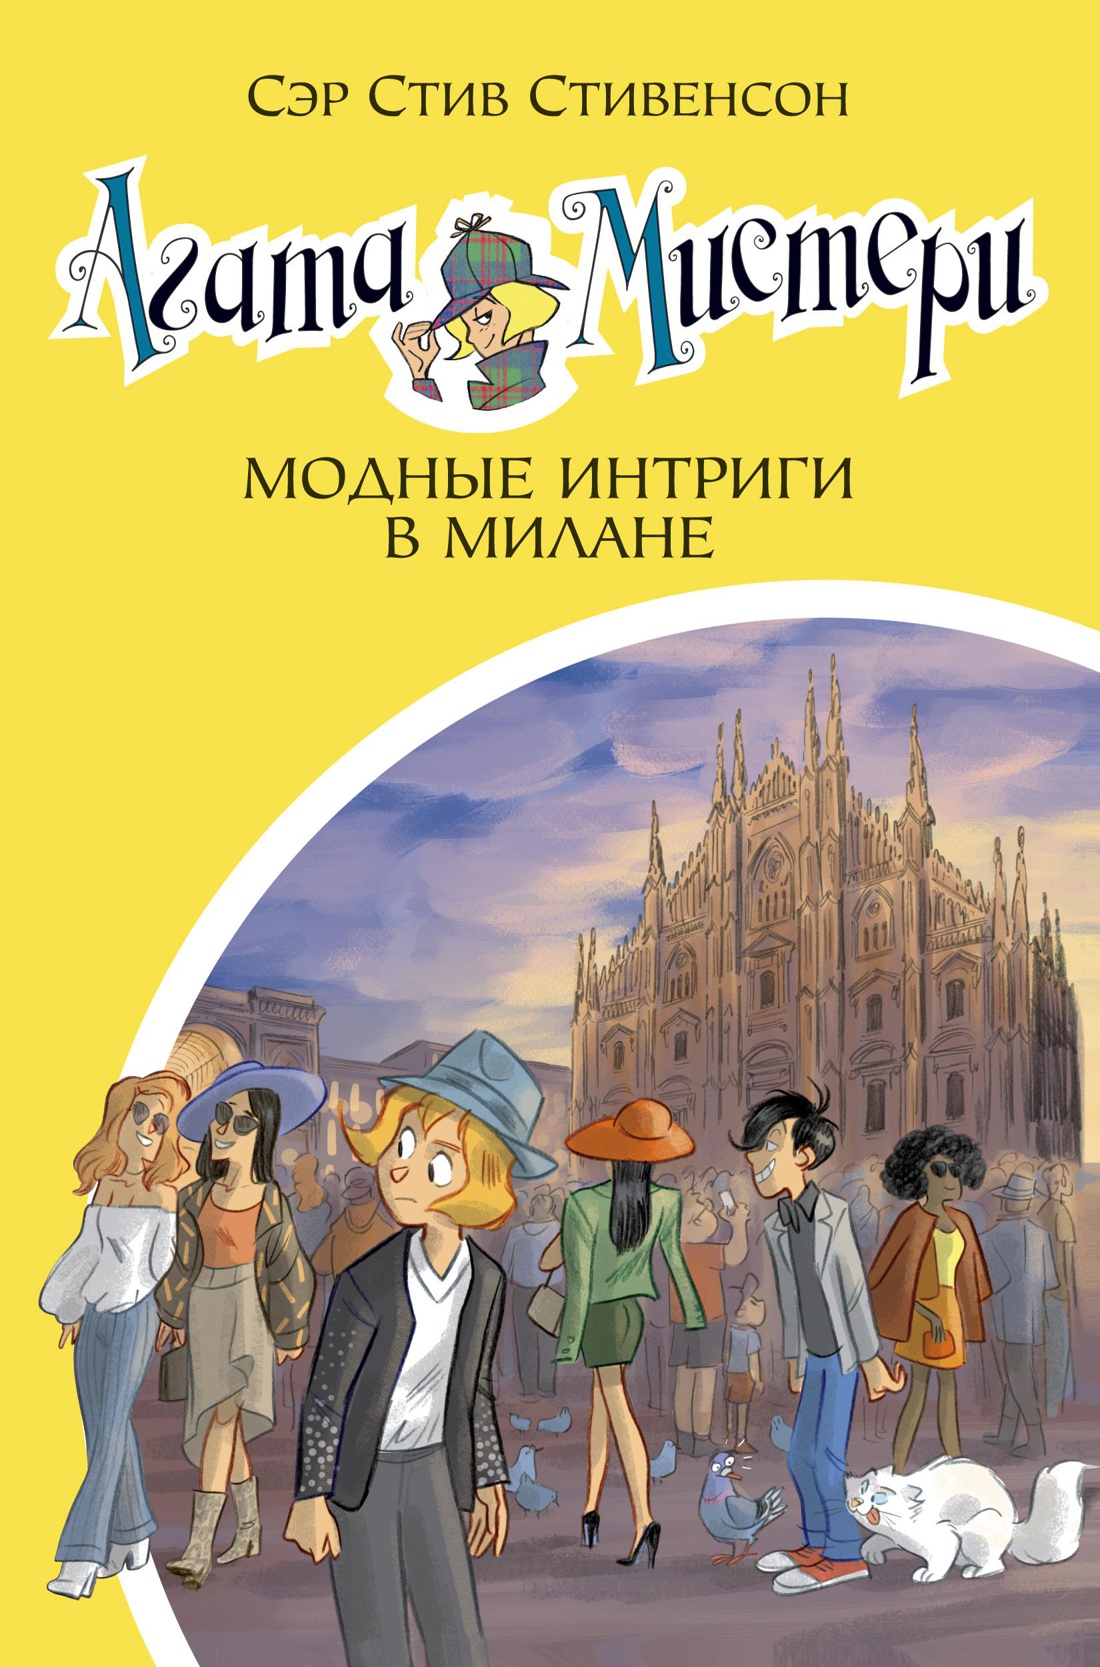 Сэр Стив Стивенсон
Агата Мистери
МОДНЫЕ ИНТРИГИ
В МИЛАНЕ